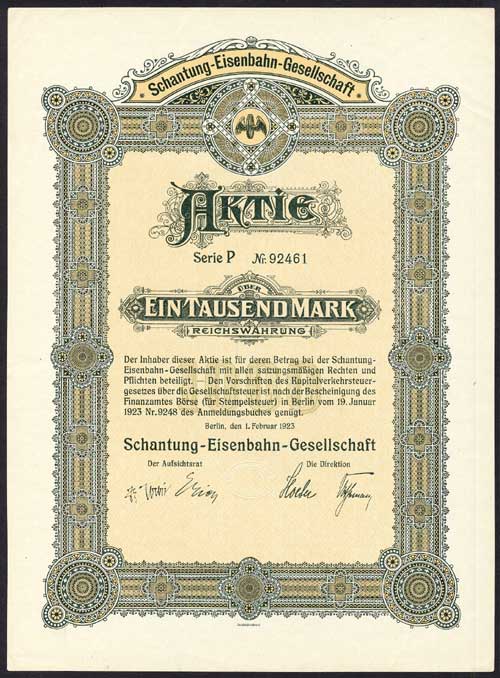 Schantung-Eisenbahn-Gesellschaft
AKTIE
Serie P Nr. 92461
ÜBER
EIN TAUSEND MARK
REICHSWÄHRUNG
Der Inhaber dieser Aktie ist für deren Betrag bei der Schantung-
Eisenbahn-Gesellschaft mit allen satzungsmäßigen Rechten und
Pflichten beteiligt. — Den Vorschriften des Kapitalverkehrsteuer-
gesetzes über die Gesellschaftsteuer ist nach der Bescheinigung des
Finanzamtes Börse (für Stempelsteuer) in Berlin vom 19. Januar
1923 Nr. 9248 des Anmeldungsbuches genügt.
Berlin, den 1. Februar 1923
Schantung-Eisenbahn-Gesellschaft
Der Aufsichtsrat Die Direktion